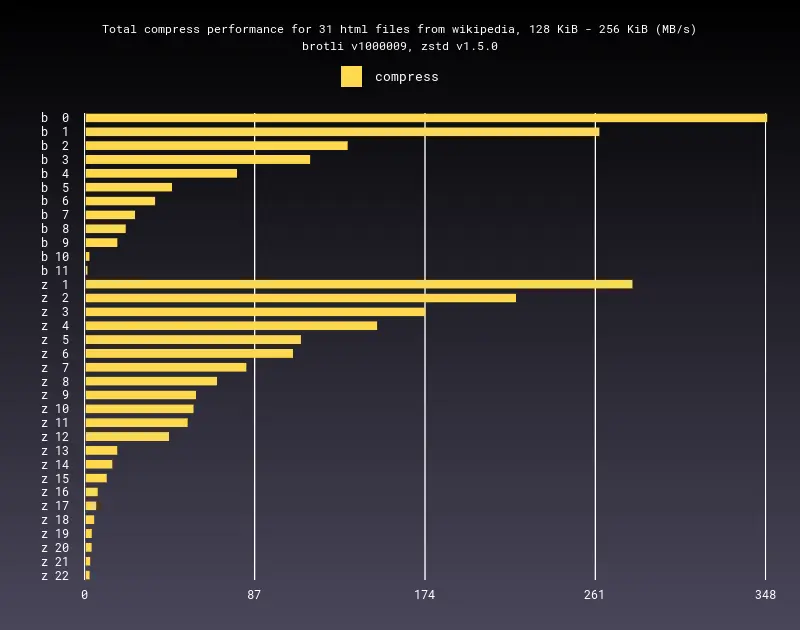 Total compress performance for 31 html files from wikipedia, 128 KiB - 256 KiB (MB/s)
brotli v1000009, zstd v1.5.0
compress
b 0
b 1
b 2
b 3
b 4
b 5
b 6
b 7
b 8
b 9
b 10
b 11
z 1
z 2
z 3
z 4
z 5
z 6
z 7
z 8
z 9
z 10
z 11
z 12
z 13
z 14
z 15
z 16
z 17
z 18
z 19
z 20
z 21
z 22
0 87 174 261 348